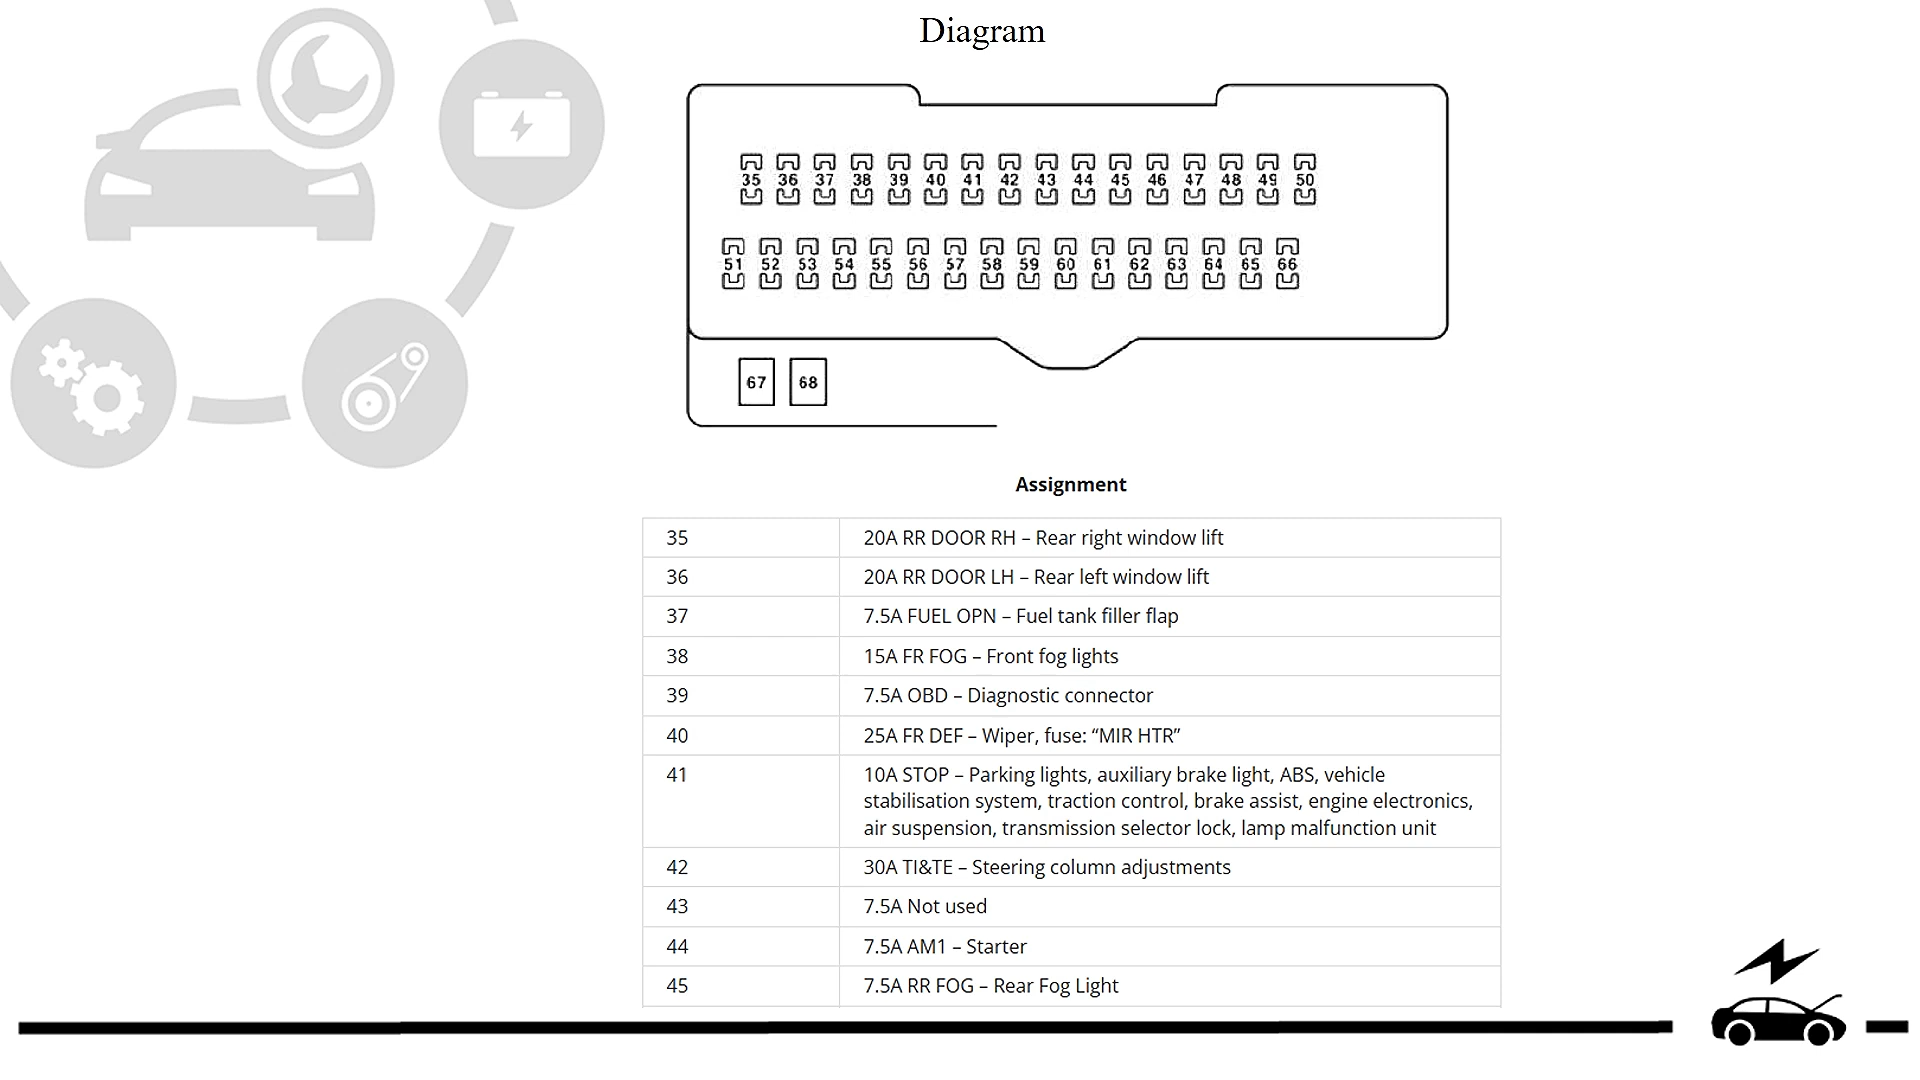 Diagram
35 36 37 38 39 40 41 42 43 44 45 46 47 48 49 50
51 52 53 54 55 56 57 58 59 60 61 62 63 64 65 66
67 68
Assignment
35 20A RR DOOR RH – Rear right window lift
36 20A RR DOOR LH – Rear left window lift
37 7.5A FUEL OPN – Fuel tank filler flap
38 15A FR FOG – Front fog lights
39 7.5A OBD – Diagnostic connector
40 25A FR DEF – Wiper, fuse: “MIR HTR”
41 10A STOP – Parking lights, auxiliary brake light, ABS, vehicle
stabilisation system, traction control, brake assist, engine electronics,
air suspension, transmission selector lock, lamp malfunction unit
42 30A TI&TE – Steering column adjustments
43 7.5A Not used
44 7.5A AM1 – Starter
45 7.5A RR FOG – Rear Fog Light